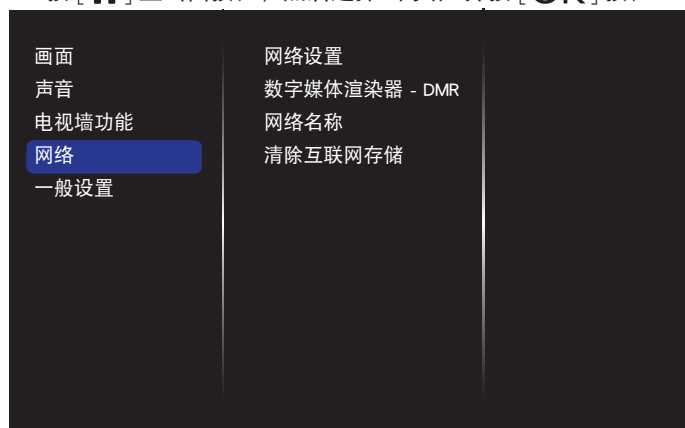 画面
声音
电视墙功能
网络
一般设置
网络设置
数字媒体渲染器 - DMR
网络名称
清除互联网存储